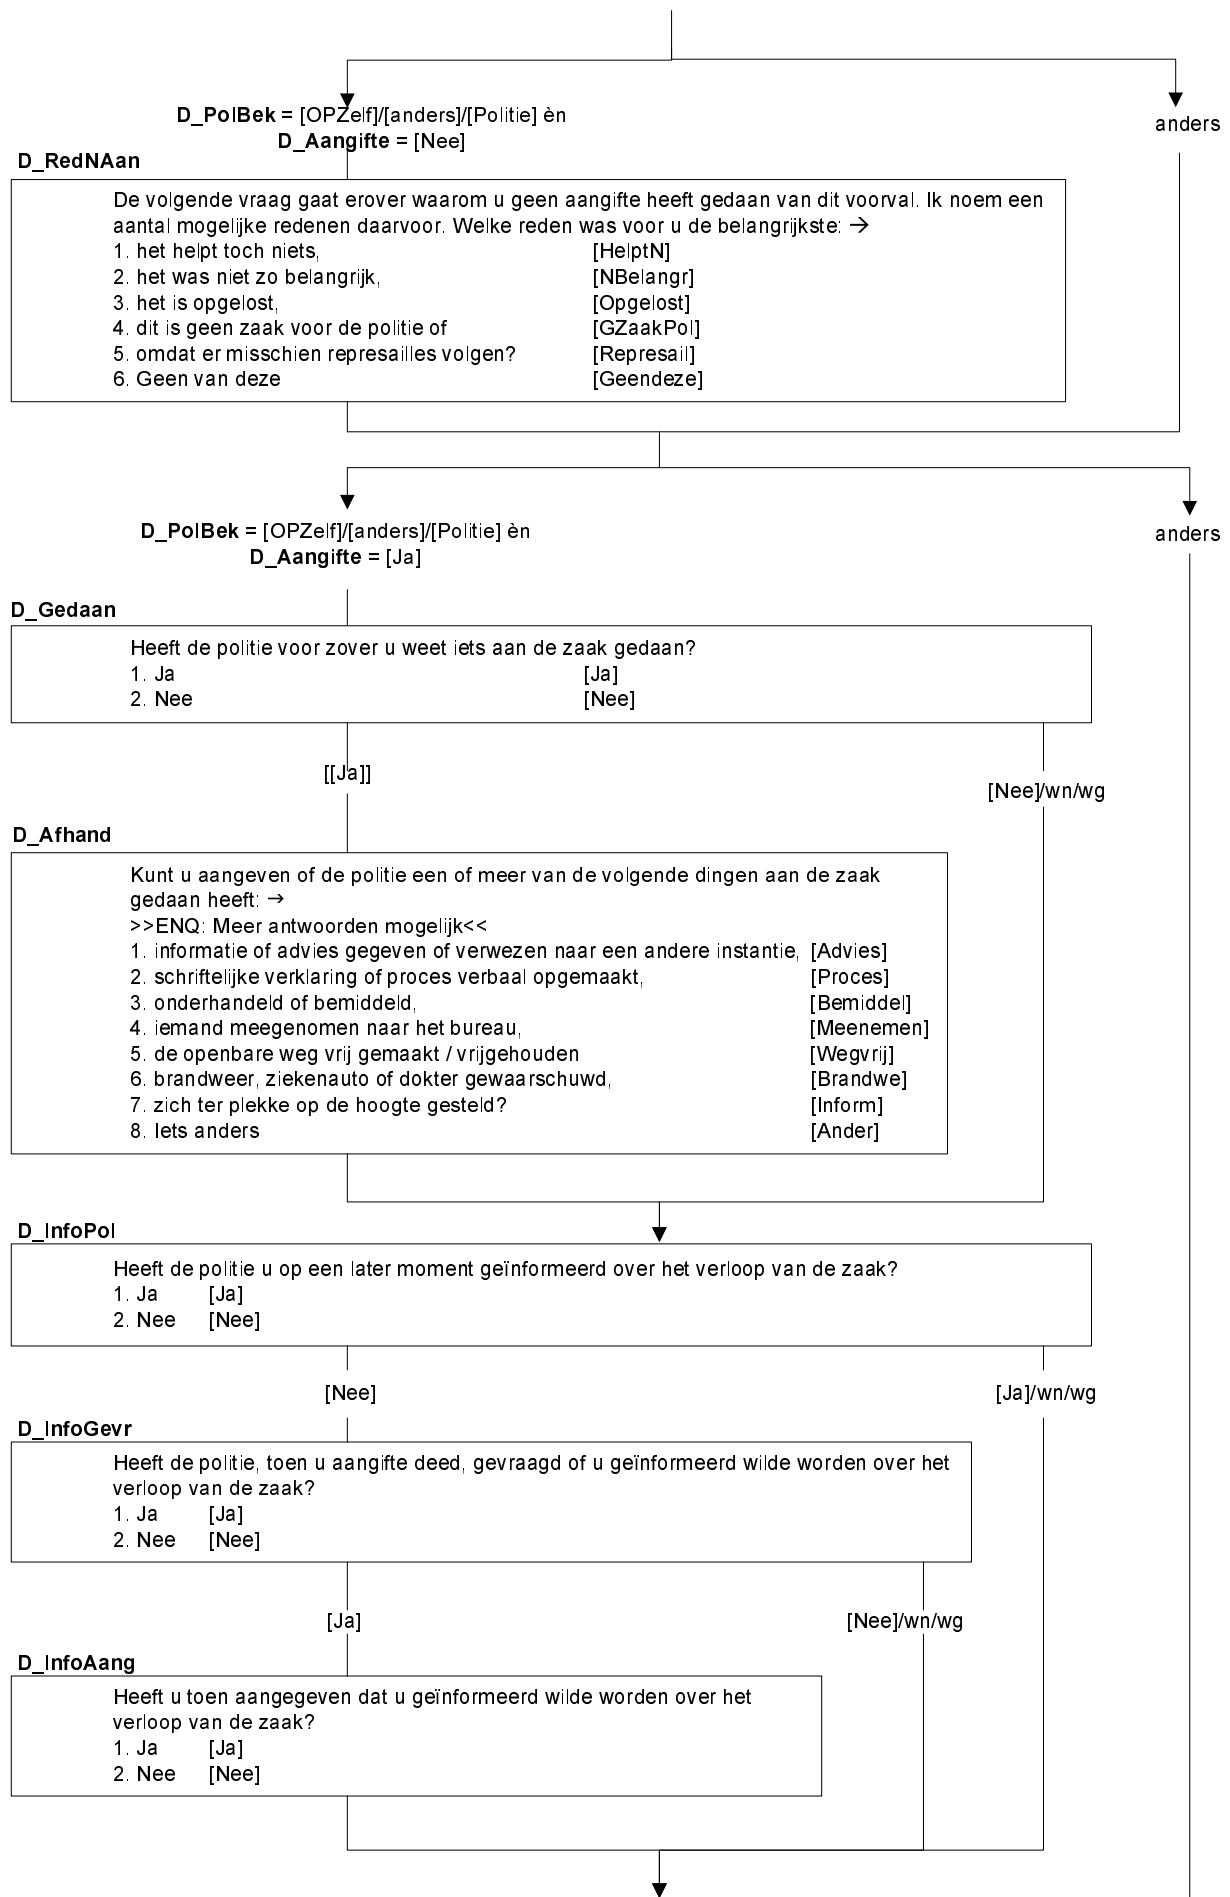 D_PolBek = [OPZelf]/[anders]/[Politie] èn
D_Aangifte = [Nee]
anders
D_RedNAan
De volgende vraag gaat erover waarom u geen aangifte heeft gedaan van dit voorval. Ik noem een
aantal mogelijke redenen daarvoor. Welke reden was voor u de belangrijkste: →
1. het helpt toch niets, [HelptN]
2. het was niet zo belangrijk, [NBelangr]
3. het is opgelost, [Opgelost]
4. dit is geen zaak voor de politie of [GZaakPol]
5. omdat er misschien represailles volgen? [Represail]
6. Geen van deze [Geendeze]
D_PolBek = [OPZelf]/[anders]/[Politie] èn
D_Aangifte = [Ja]
anders
D_Gedaan
Heeft de politie voor zover u weet iets aan de zaak gedaan?
1. Ja [Ja]
2. Nee [Nee]
[[Ja]]
[Nee]/wn/wg
D_Afhand
Kunt u aangeven of de politie een of meer van de volgende dingen aan de zaak
gedaan heeft: →
>>ENQ: Meer antwoorden mogelijk<<
1. informatie of advies gegeven of verwezen naar een andere instantie, [Advies]
2. schriftelijke verklaring of proces verbaal opgemaakt, [Proces]
3. onderhandeld of bemiddeld, [Bemiddel]
4. iemand meegenomen naar het bureau, [Meenemen]
5. de openbare weg vrij gemaakt / vrijgehouden [Wegvrij]
6. brandweer, ziekenauto of dokter gewaarschuwd, [Brandwe]
7. zich ter plekke op de hoogte gesteld? [Inform]
8. Iets anders [Ander]
D_InfoPol
Heeft de politie u op een later moment geïnformeerd over het verloop van de zaak?
1. Ja [Ja]
2. Nee [Nee]
[Nee]
[Ja]/wn/wg
D_InfoGevr
Heeft de politie, toen u aangifte deed, gevraagd of u geïnformeerd wilde worden over het
verloop van de zaak?
1. Ja [Ja]
2. Nee [Nee]
[Ja]
[Nee]/wn/wg
D_InfoAang
Heeft u toen aangegeven dat u geïnformeerd wilde worden over het
verloop van de zaak?
1. Ja [Ja]
2. Nee [Nee]